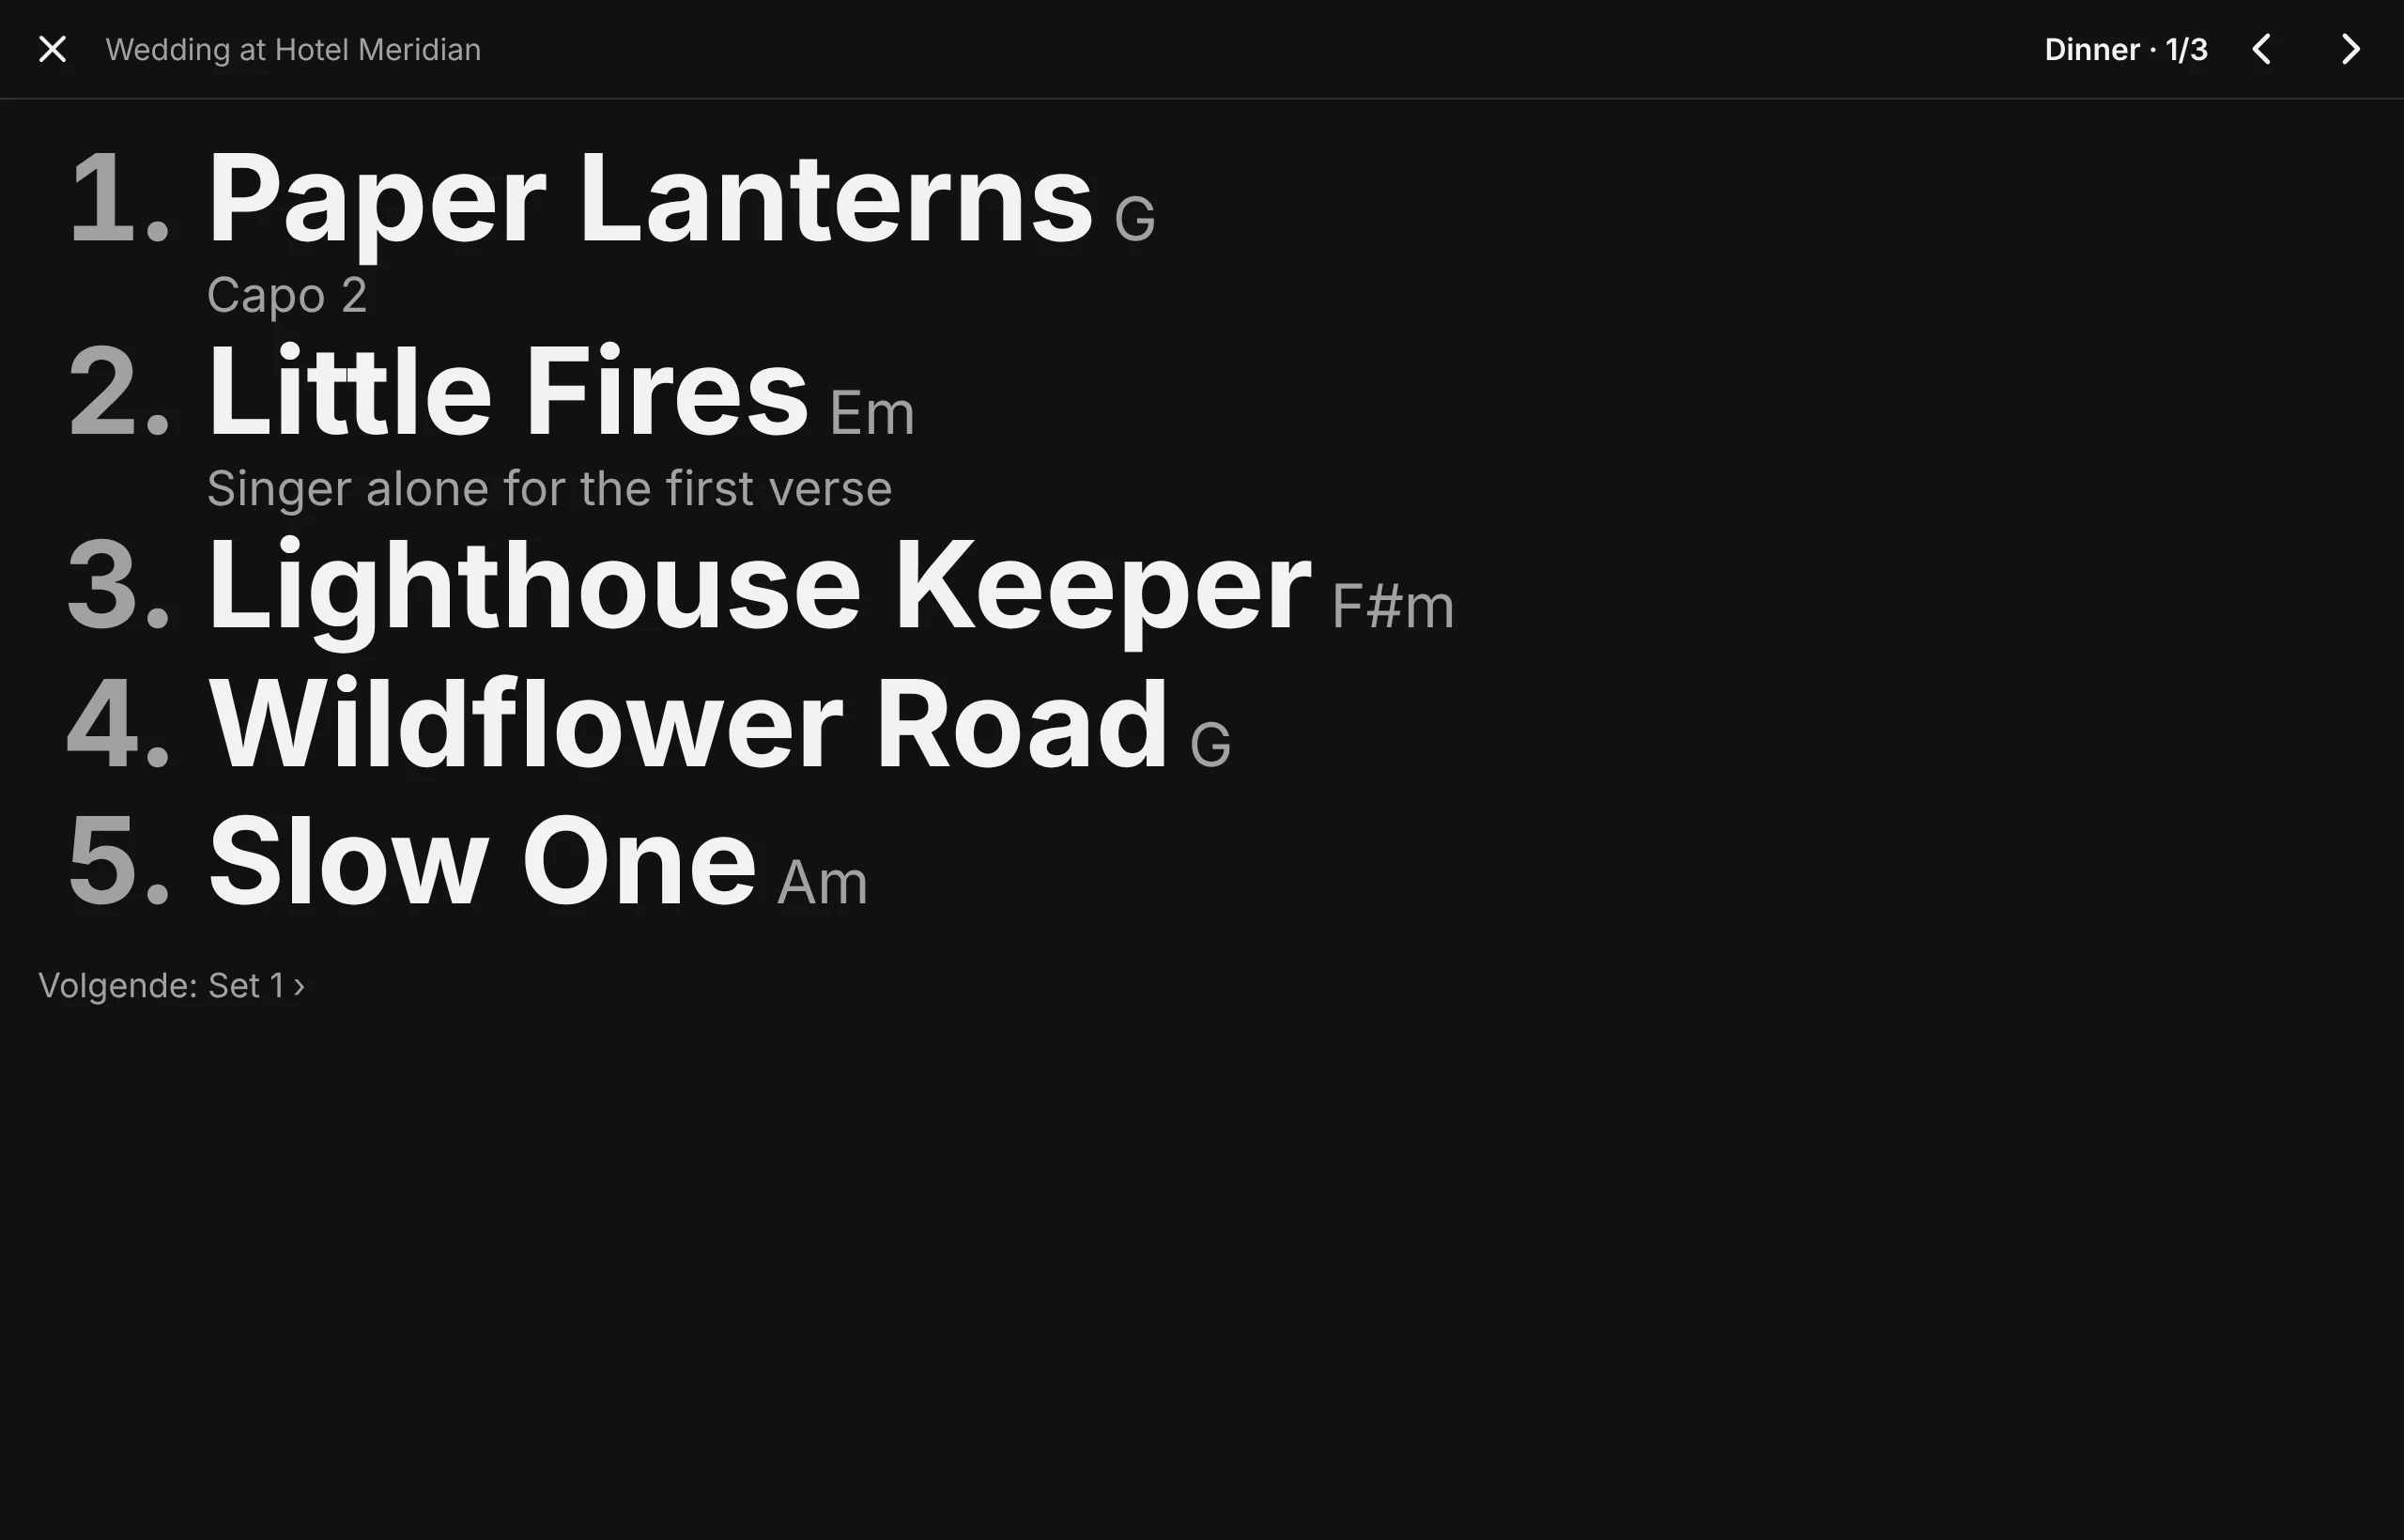 Wedding at Hotel Meridian
Dinner · 1/3
1. Paper Lanterns G
Capo 2
2. Little Fires Em
Singer alone for the first verse
3. Lighthouse Keeper F#m
4. Wildflower Road G
5. Slow One Am
Volgende: Set 1 ›